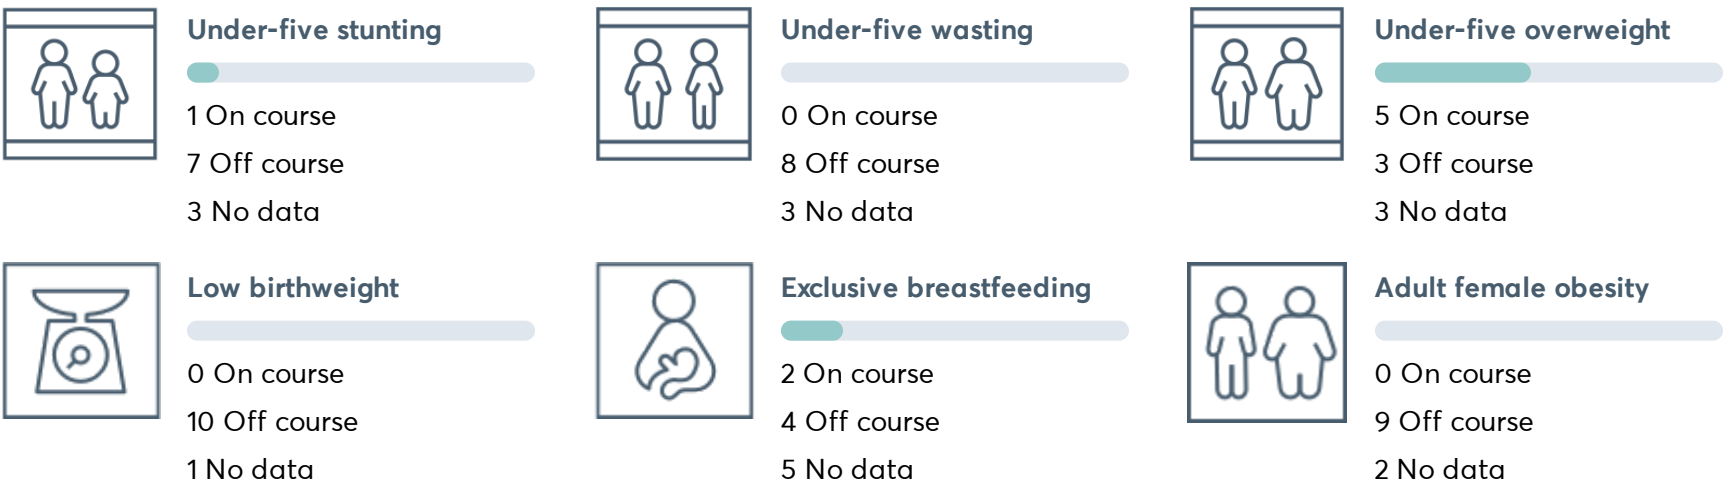 Under-five stunting
1 On course
7 Off course
3 No data
Under-five wasting
0 On course
8 Off course
3 No data
Under-five overweight
5 On course
3 Off course
3 No data
Low birthweight
0 On course
10 Off course
1 No data
Exclusive breastfeeding
2 On course
4 Off course
5 No data
Adult female obesity
0 On course
9 Off course
2 No data